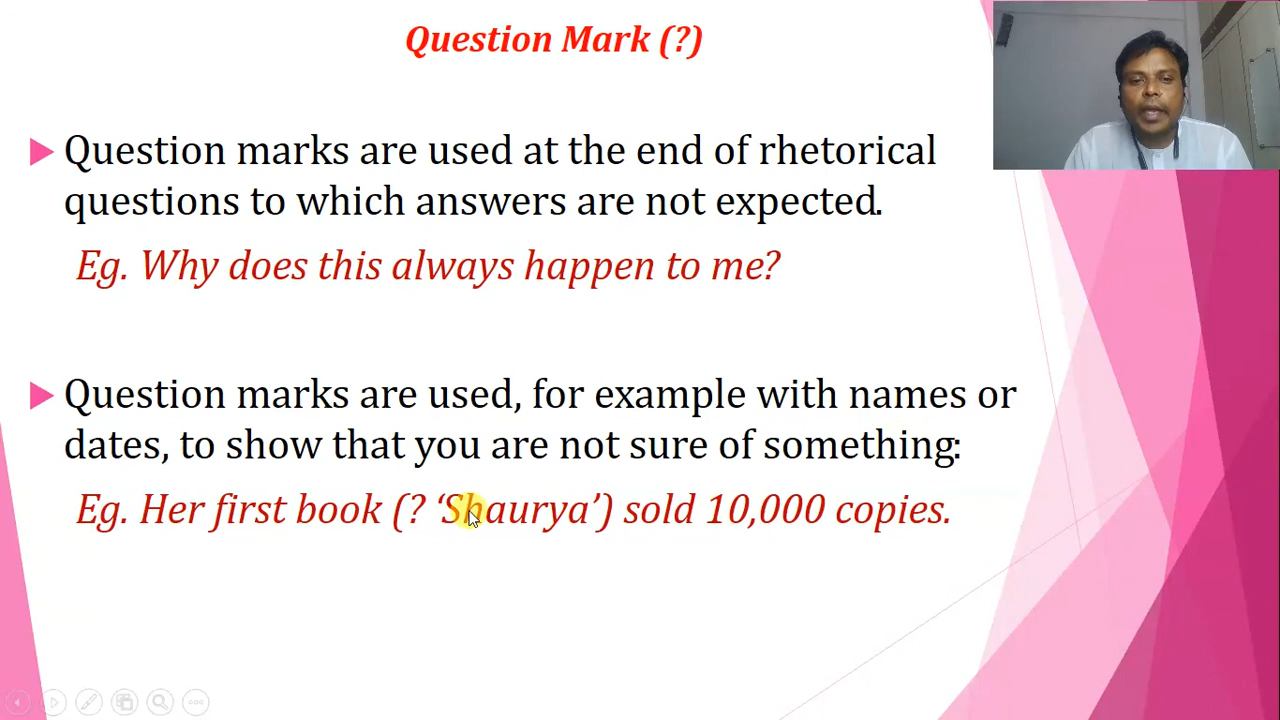 Question Mark (?)
Question marks are used at the end of rhetorical
questions to which answers are not expected.
Eg. Why does this always happen to me?
Question marks are used, for example with names or
dates, to show that you are not sure of something:
Eg. Her first book (? ‘Shaurya’) sold 10,000 copies.